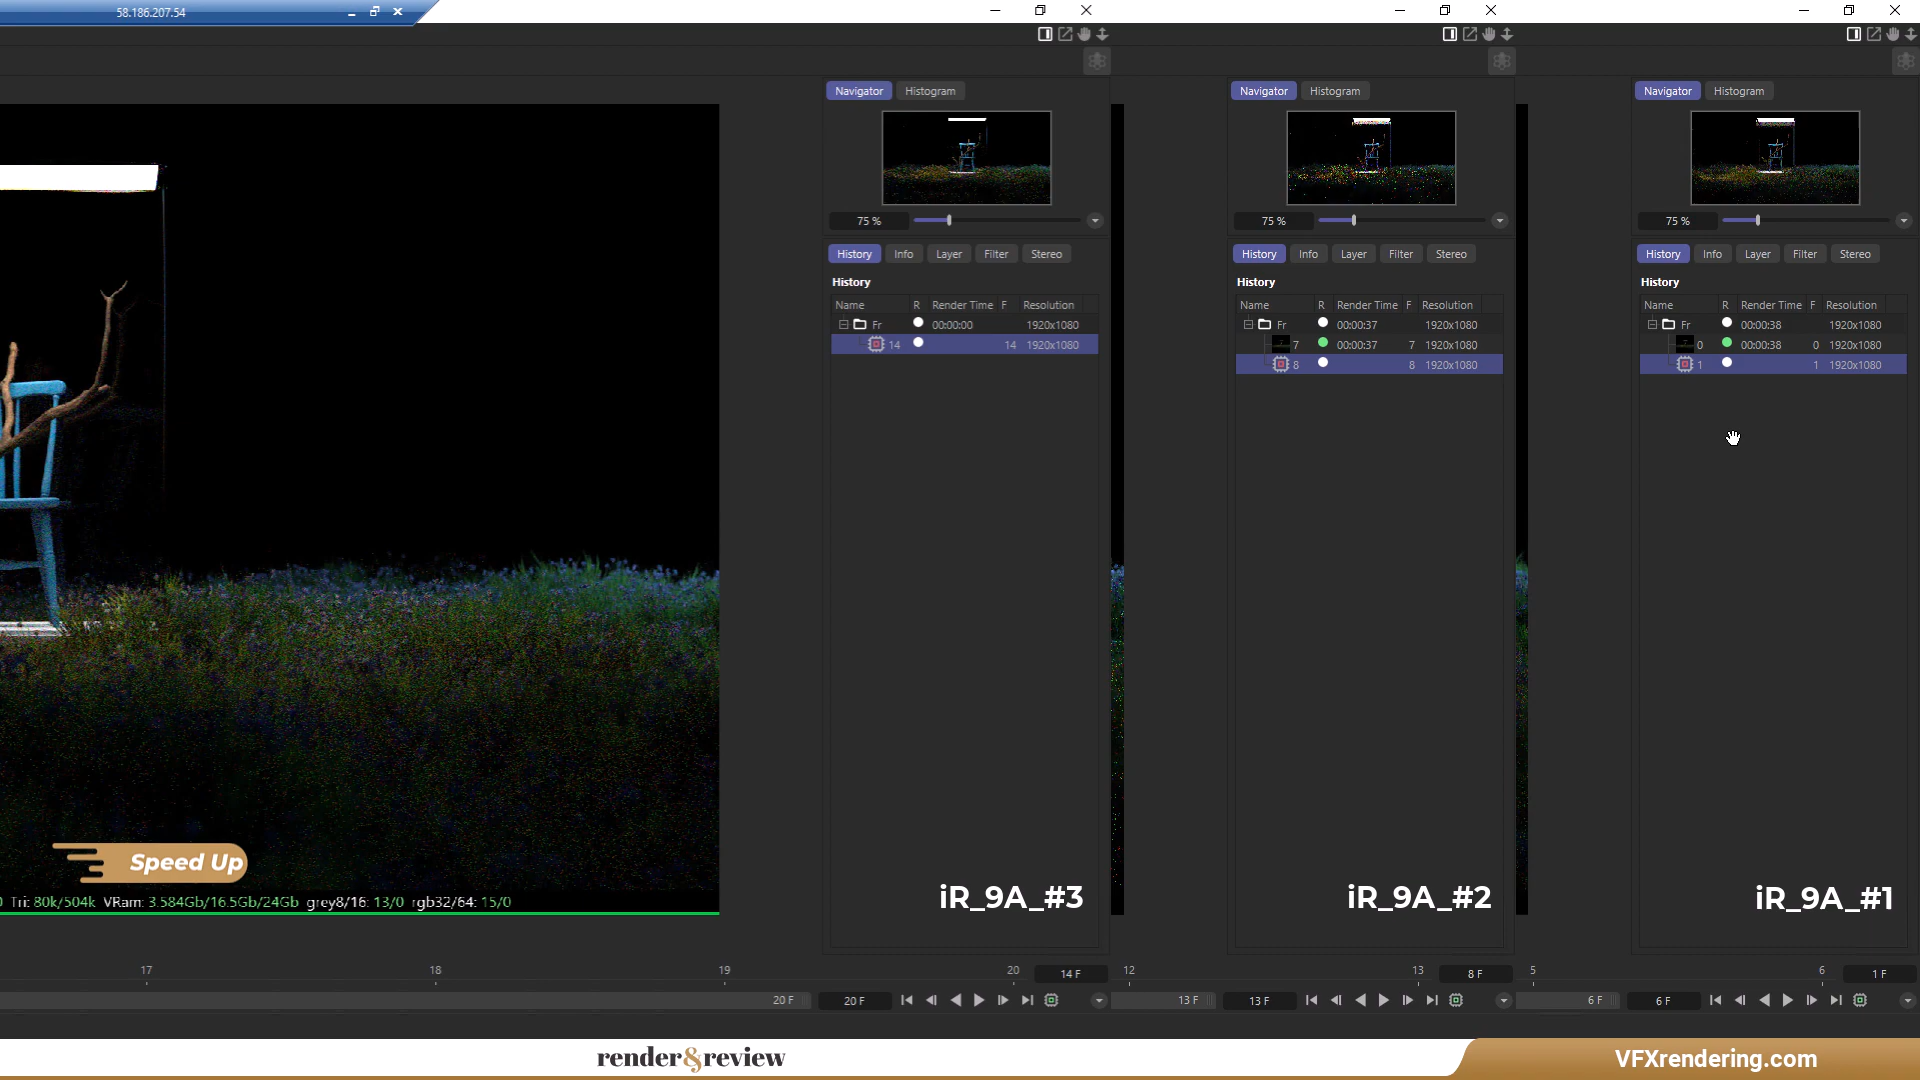 58.186.207.54
Navigator Histogram
75 %
History Info Layer Filter Stereo
History
Name R Render Time F Resolution
Fr 00:00:00 1920x1080
14 14 1920x1080
iR_9A_#3
Navigator Histogram
75 %
History Info Layer Filter Stereo
History
Name R Render Time F Resolution
Fr 00:00:37 1920x1080
7 00:00:37 7 1920x1080
8 8 1920x1080
iR_9A_#2
Navigator Histogram
75 %
History Info Layer Filter Stereo
History
Name R Render Time F Resolution
Fr 00:00:38 1920x1080
0 00:00:38 0 1920x1080
1 1 1920x1080
iR_9A_#1
Speed Up
Tri: 80k/504k VRam: 3.584Gb/16.5Gb/24Gb grey8/16: 13/0 rgb32/64: 15/0
17 18 19 20 14 F 12 13 8 F 5 6 1 F
20 F 20 F 13 F 13 F 6 F 6 F
render&review
VFXrendering.com